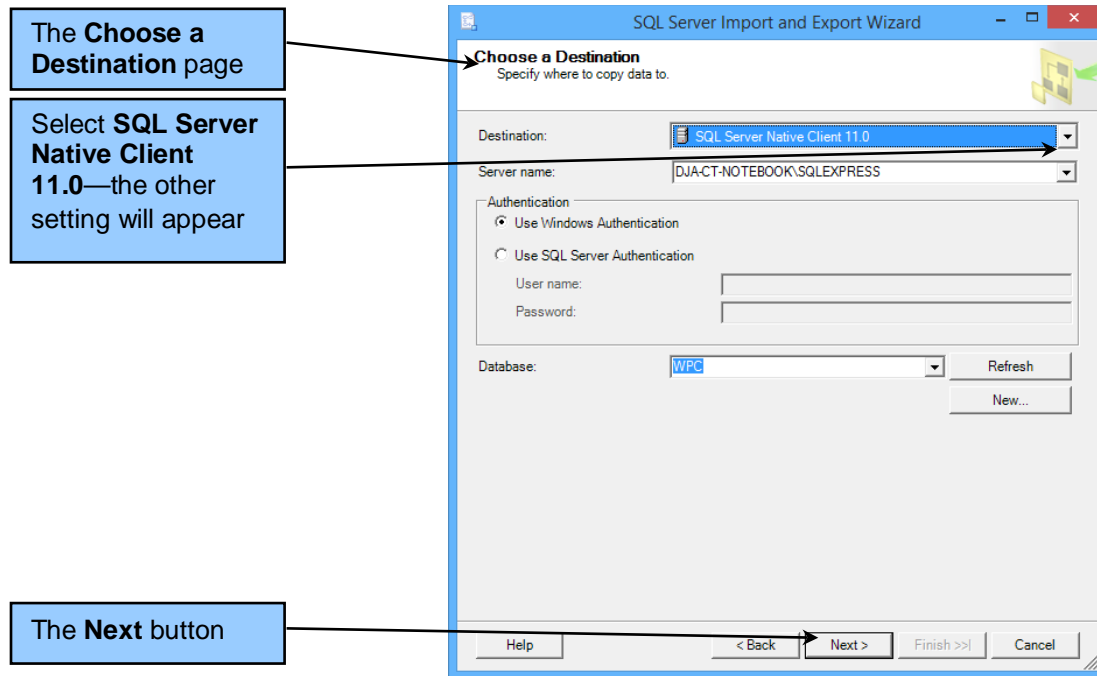 The Choose a
Destination page
Select SQL Server
Native Client
11.0—the other
setting will appear
The Next button
SQL Server Import and Export Wizard
Choose a Destination
Specify where to copy data to.
Destination:
SQL Server Native Client 11.0
Server name:
DJA-CT-NOTEBOOK\SQLEXPRESS
Authentication
Use Windows Authentication
Use SQL Server Authentication
User name:
Password:
Database:
WPC
Refresh
New...
Help
< Back
Next >
Finish >>|
Cancel